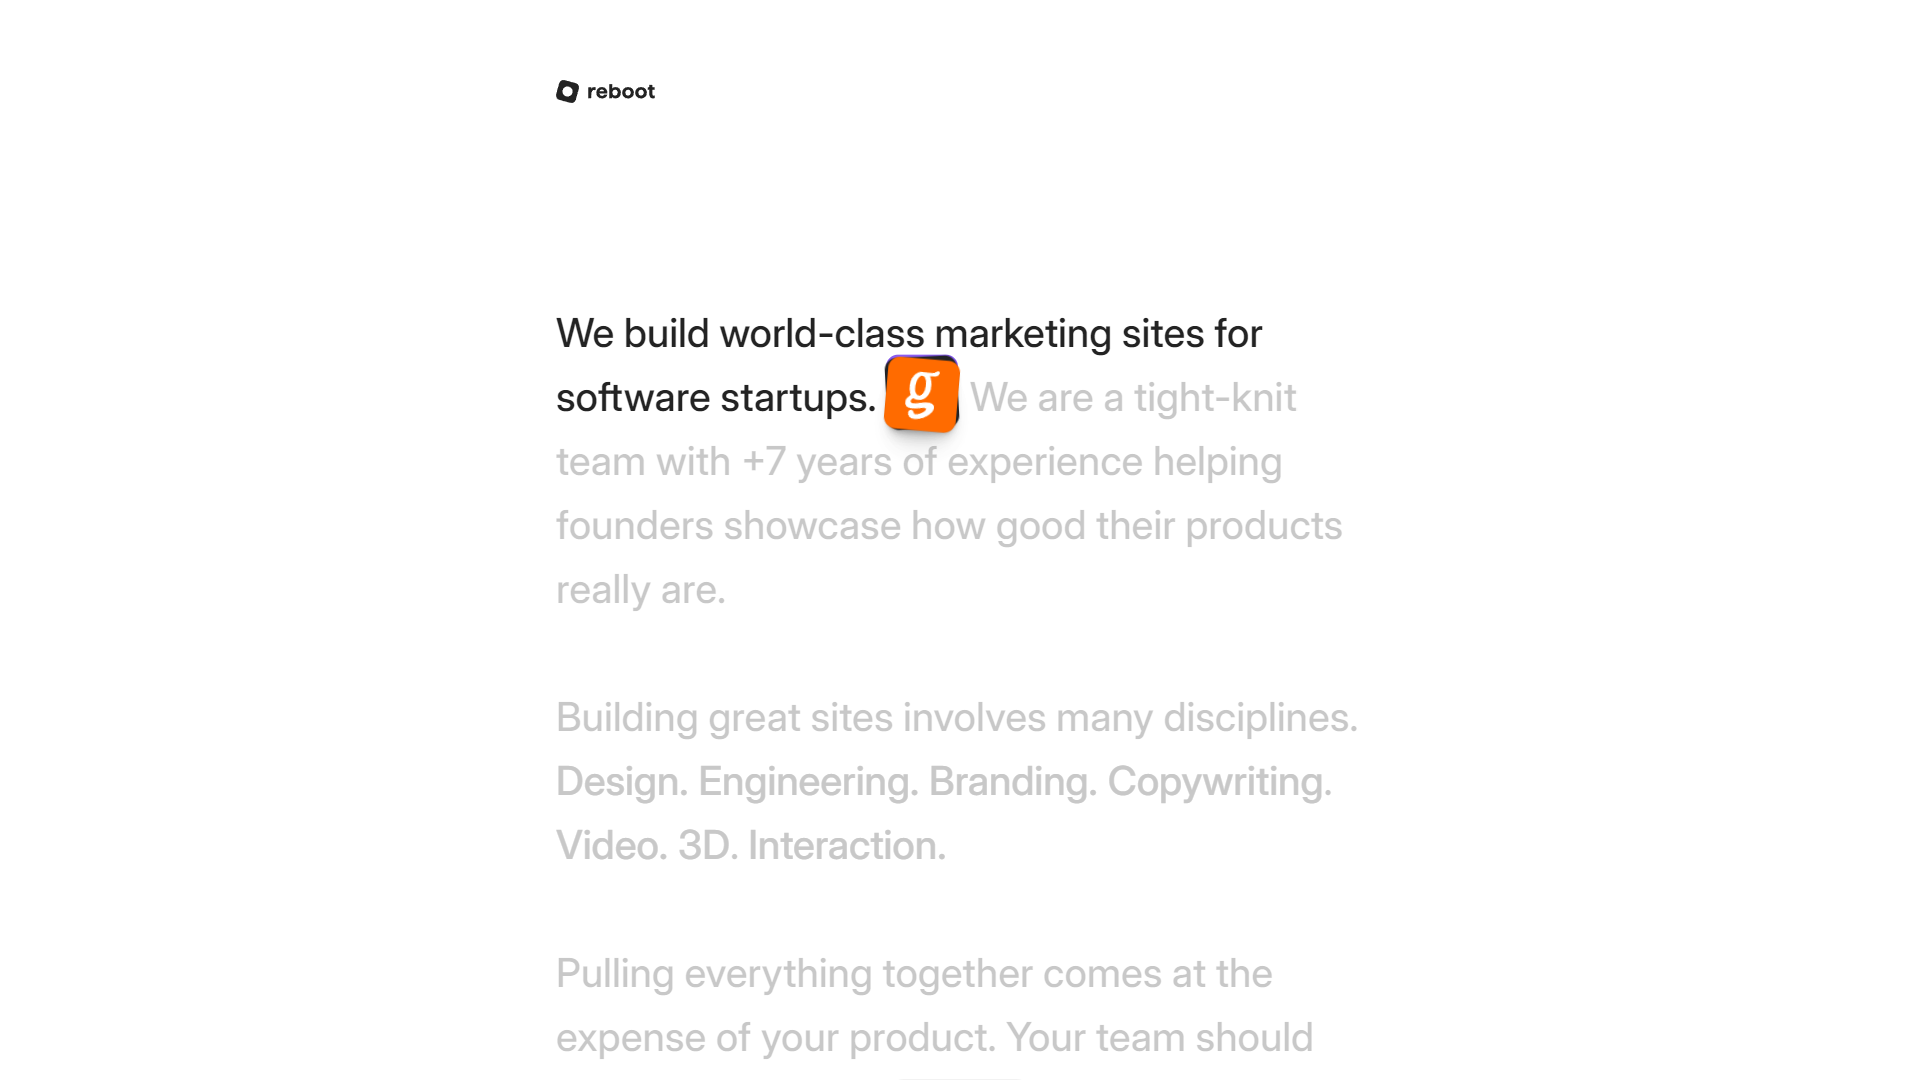 reboot
We build world-class marketing sites for
software startups. g We are a tight-knit
team with +7 years of experience helping
founders showcase how good their products
really are.
Building great sites involves many disciplines.
Design. Engineering. Branding. Copywriting.
Video. 3D. Interaction.
Pulling everything together comes at the
expense of your product. Your team should